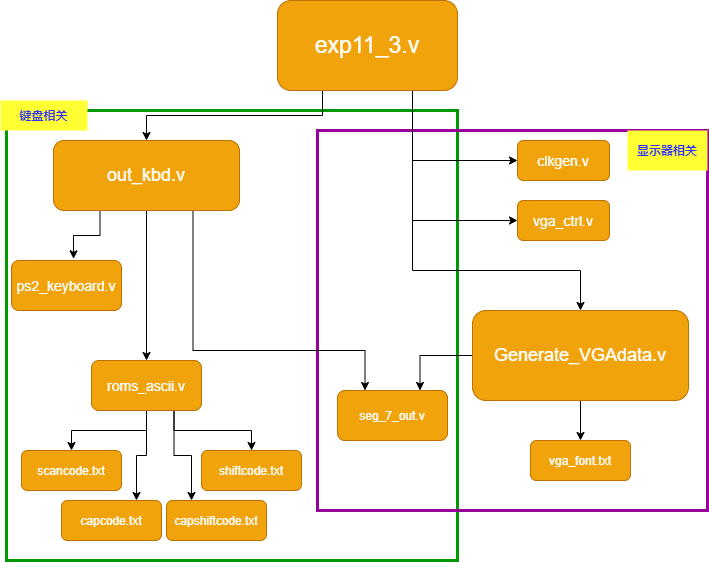 exp11_3.v
键盘相关
显示器相关
out_kbd.v
clkgen.v
vga_ctrl.v
ps2_keyboard.v
Generate_VGAdata.v
roms_ascii.v
seg_7_out.v
scancode.txt
shiftcode.txt
vga_font.txt
capcode.txt
capshiftcode.txt